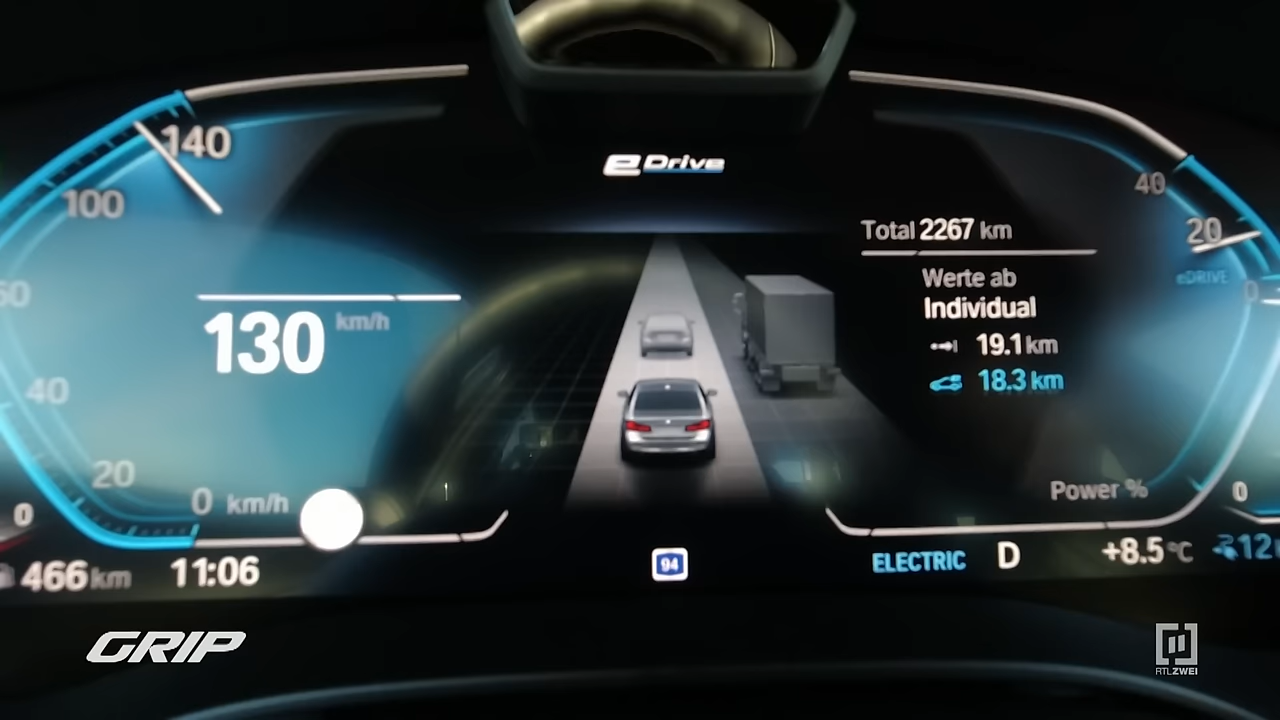 140
100
60
40
20
0 km/h
0
130 km/h
eDrive
40
20
eDRIVE
0
Total 2267 km
Werte ab
Individual
19.1 km
18.3 km
Power %
0
466 km
11:06
94
ELECTRIC D
+8.5 °C
12
GRIP
RTLZWEI